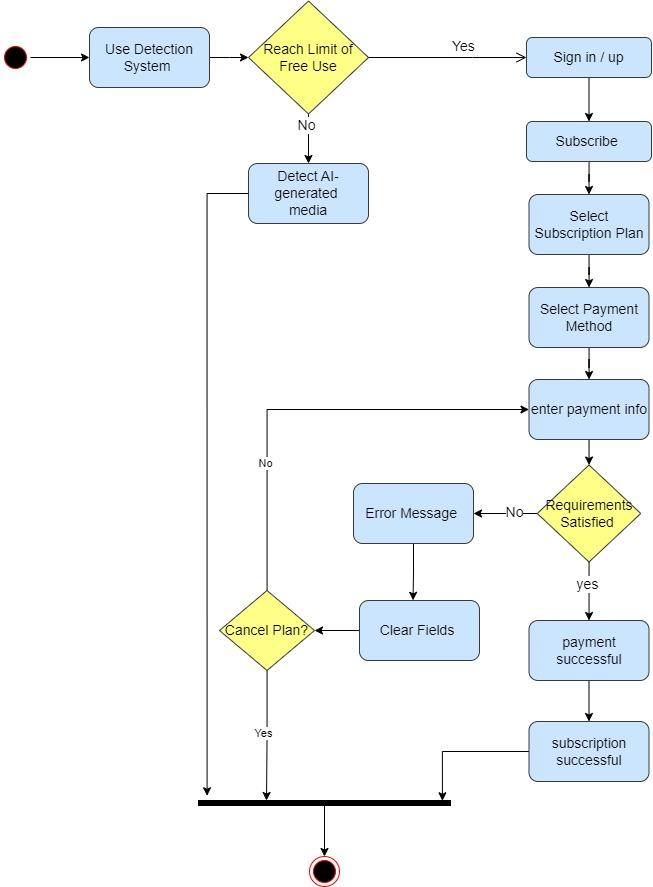 Use Detection
System
Reach Limit of
Free Use
Yes
Sign in / up
No
Subscribe
Detect AI-
generated
media
Select
Subscription Plan
Select Payment
Method
enter payment info
No
Error Message
No
Requirements
Satisfied
yes
Cancel Plan?
Clear Fields
payment
successful
Yes
subscription
successful